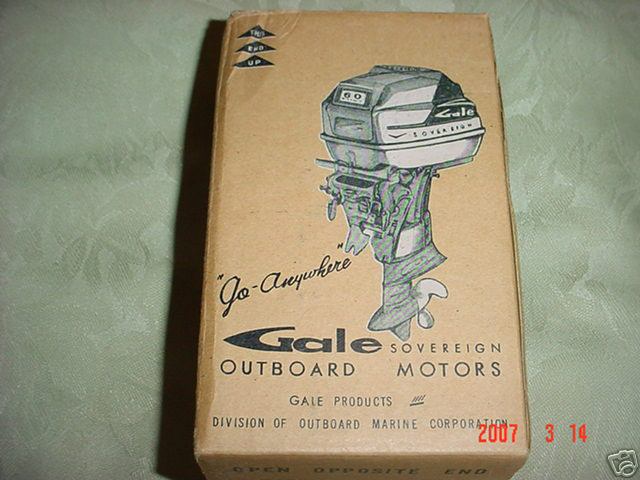 THIS
END
UP
60
Gale
SOVEREIGN
"Go-Anywhere"
Gale SOVEREIGN
OUTBOARD MOTORS
GALE PRODUCTS
DIVISION OF OUTBOARD MARINE CORPORATION
2007 3 14
OPEN OPPOSITE END